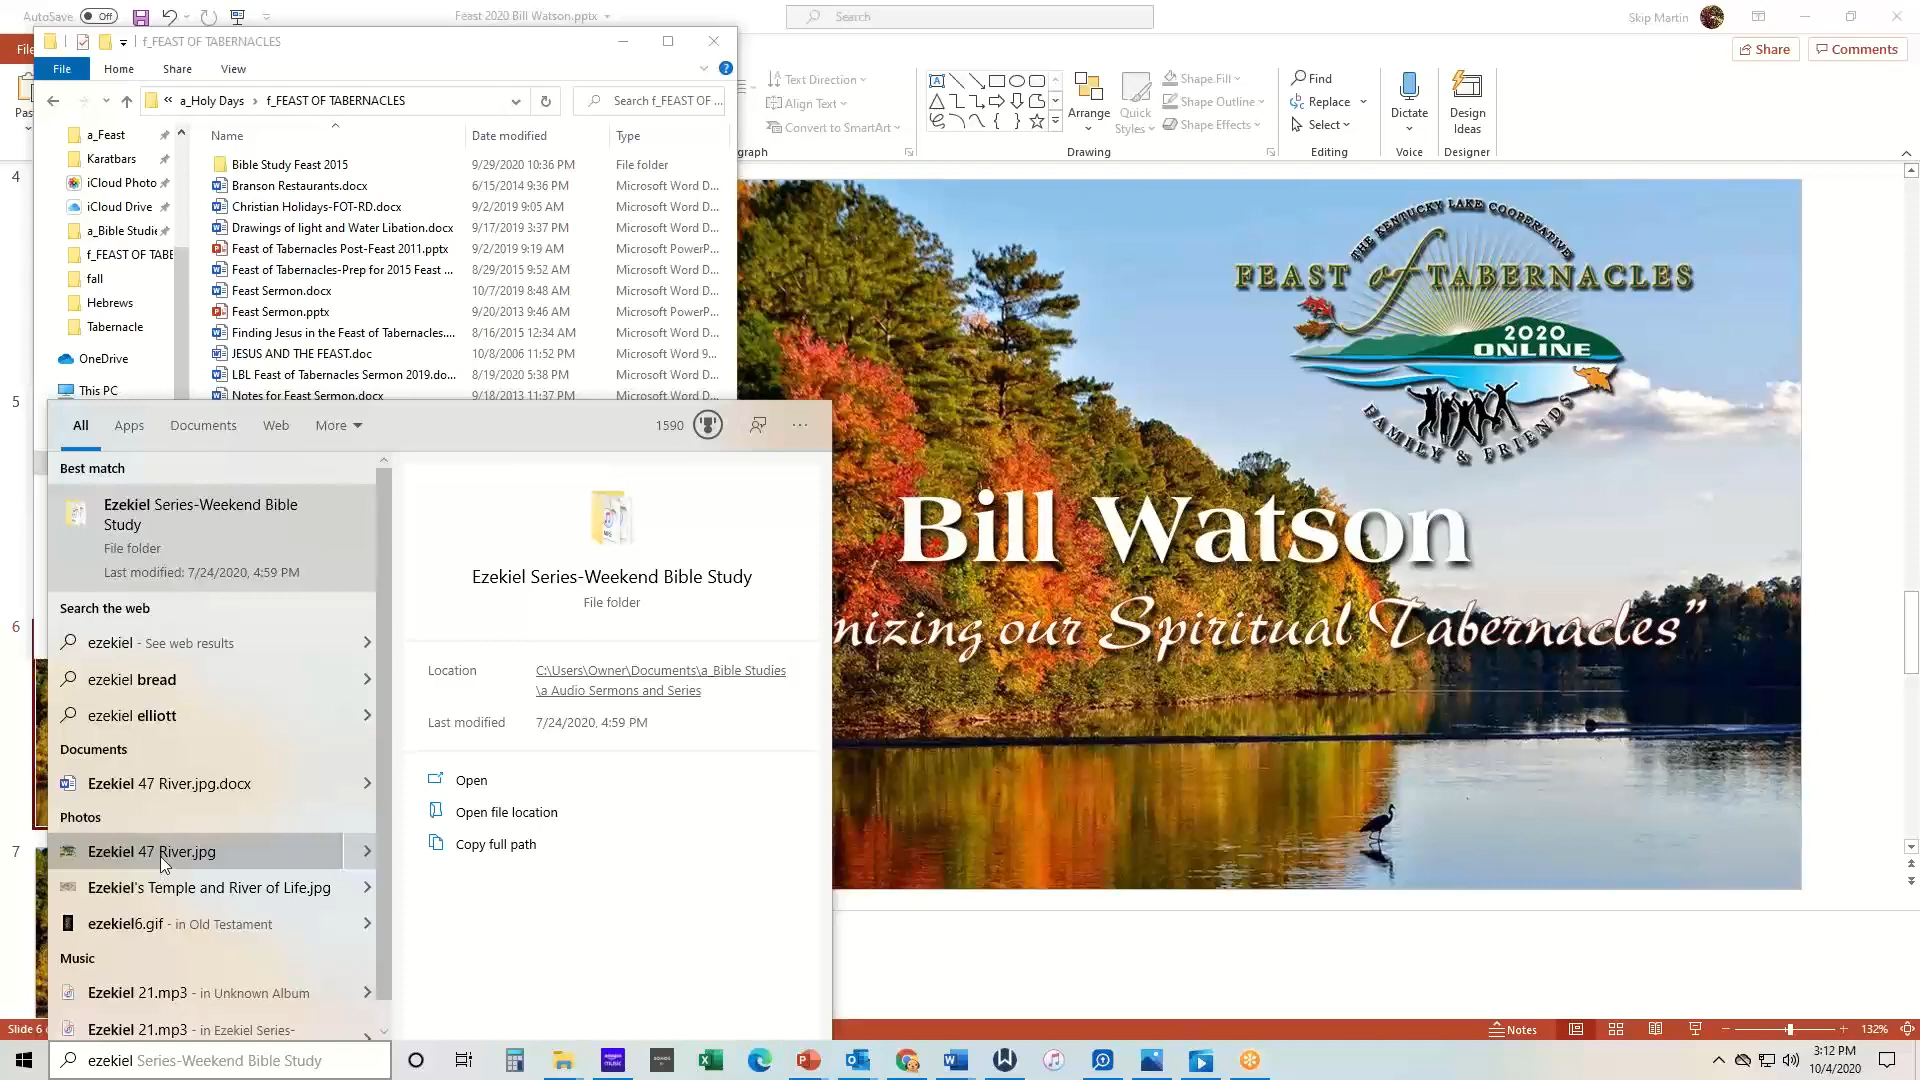 AutoSave Off
Feast 2020 Bill Watson.pptx
Search
Skip Martin
f_FEAST OF TABERNACLES
File
Home
Share
View
Share
Comments
a_Holy Days
f_FEAST OF TABERNACLES
Search f_FEAST OF ...
Text Direction
Align Text
Convert to SmartArt
Arrange
Quick
Styles
Shape Fill
Shape Outline
Shape Effects
Find
Replace
Select
Dictate
Design
Ideas
Drawing
Editing
Voice
Designer
a_Feast
Karatbars
iCloud Photo
iCloud Drive
a_Bible Studie
f_FEAST OF TABE
fall
Hebrews
Tabernacle
OneDrive
This PC
Name
Date modified
Type
Bible Study Feast 2015 9/29/2020 10:36 PM File folder
Branson Restaurants.docx 6/15/2014 9:36 PM Microsoft Word D...
Christian Holidays-FOT-RD.docx 9/2/2019 9:05 AM Microsoft Word D...
Drawings of light and Water Libation.docx 9/17/2019 3:37 PM Microsoft Word D...
Feast of Tabernacles Post-Feast 2011.pptx 9/2/2019 9:19 AM Microsoft PowerP...
Feast of Tabernacles-Prep for 2015 Feast ... 8/29/2015 9:52 AM Microsoft Word D...
Feast Sermon.docx 10/7/2019 8:48 AM Microsoft Word D...
Feast Sermon.pptx 9/20/2013 9:46 AM Microsoft PowerP...
Finding Jesus in the Feast of Tabernacles.... 8/16/2015 12:34 AM Microsoft Word D...
JESUS AND THE FEAST.doc 10/8/2006 11:52 PM Microsoft Word 9...
LBL Feast of Tabernacles Sermon 2019.do... 8/19/2020 5:38 PM Microsoft Word D...
Notes for Feast Sermon.docx 9/18/2013 11:37 PM Microsoft Word D...
4
5
6
7
All
Apps
Documents
Web
More
1590
Best match
Ezekiel Series-Weekend Bible
Study
File folder
Last modified: 7/24/2020, 4:59 PM
Search the web
ezekiel - See web results
ezekiel bread
ezekiel elliott
Documents
Ezekiel 47 River.jpg.docx
Photos
Ezekiel 47 River.jpg
Ezekiel's Temple and River of Life.jpg
ezekiel6.gif - in Old Testament
Music
Ezekiel 21.mp3 - in Unknown Album
Ezekiel 21.mp3 - in Ezekiel Series-
Ezekiel Series-Weekend Bible Study
File folder
Location
C:\Users\Owner\Documents\a_Bible Studies
\a Audio Sermons and Series
Last modified
7/24/2020, 4:59 PM
Open
Open file location
Copy full path
THE KENTUCKY LAKE COOPERATIVE
FEAST of TABERNACLES
2020
ONLINE
FAMILY & FRIENDS
Bill Watson
nizing our Spiritual Tabernacles”
Slide 6
Notes
132%
ezekiel Series-Weekend Bible Study
3:12 PM
10/4/2020